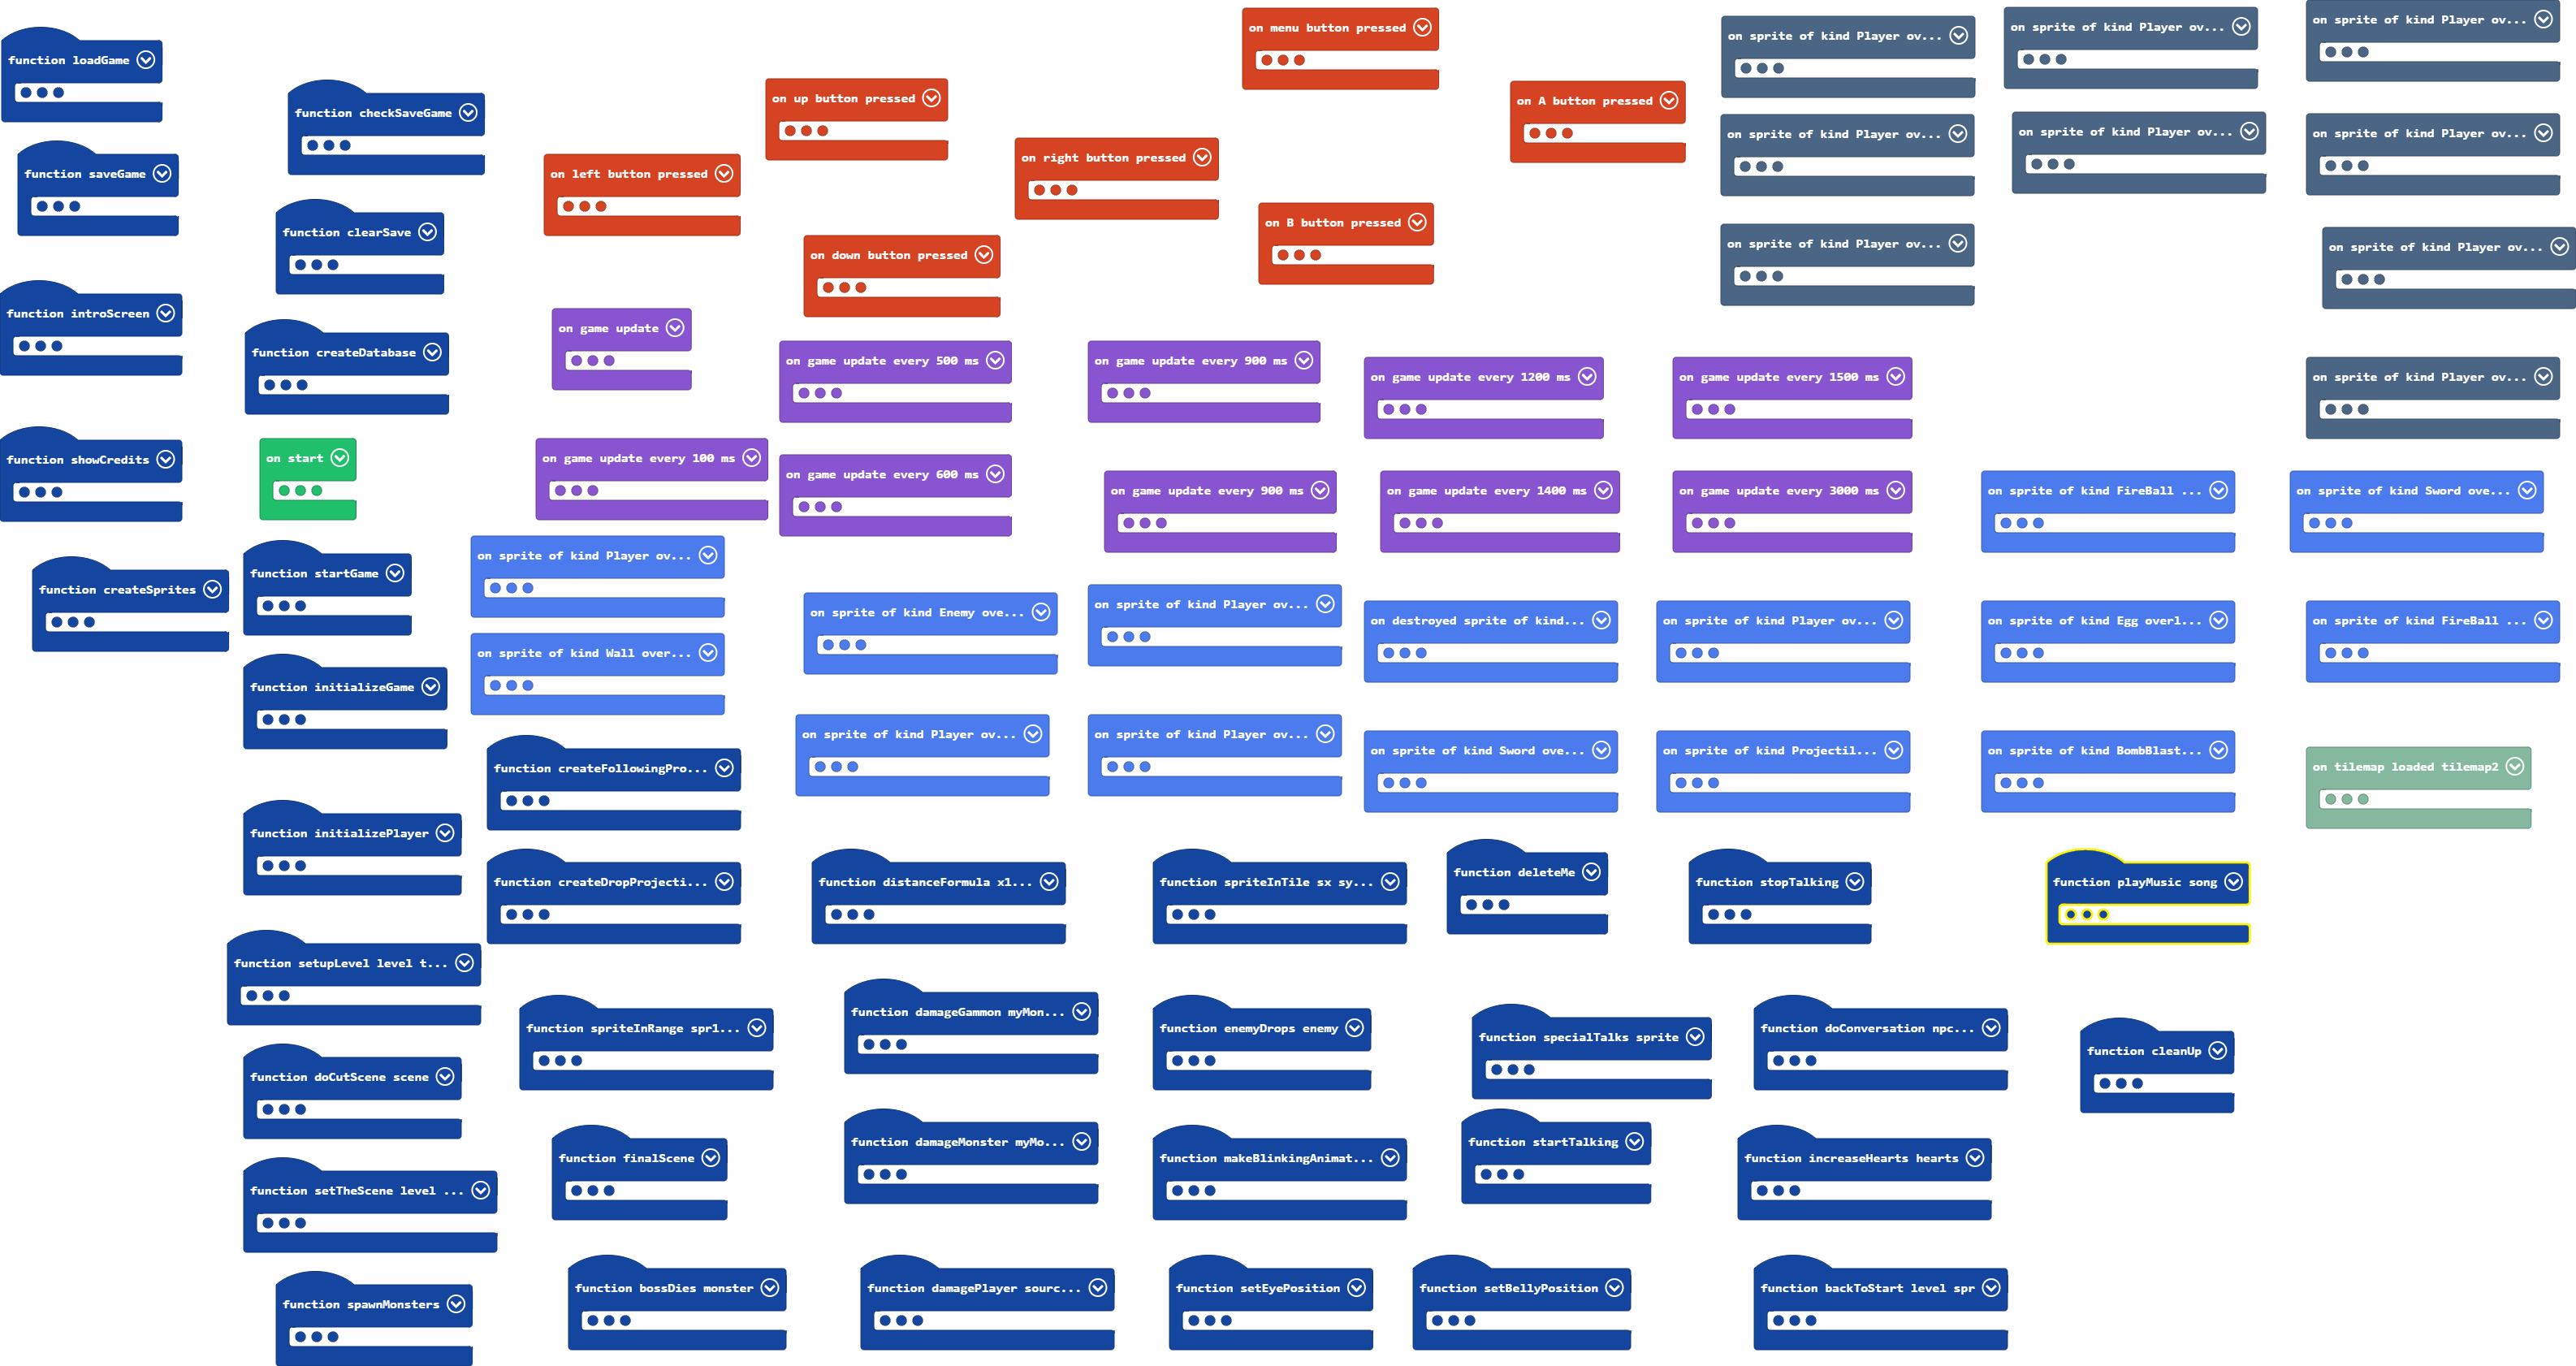 function loadGame
function saveGame
function introScreen
function showCredits
function createSprites
function checkSaveGame
function clearSave
function createDatabase
on start
function startGame
function initializeGame
function initializePlayer
function setupLevel level t...
function doCutScene scene
function setTheScene level ...
function spawnMonsters
on left button pressed
on up button pressed
on down button pressed
on right button pressed
on menu button pressed
on B button pressed
on A button pressed
on sprite of kind Player ov...
on sprite of kind Player ov...
on sprite of kind Player ov...
on sprite of kind Player ov...
on sprite of kind Player ov...
on sprite of kind Player ov...
on sprite of kind Player ov...
on sprite of kind Player ov...
on sprite of kind Player ov...
on game update
on game update every 100 ms
on game update every 500 ms
on game update every 600 ms
on game update every 900 ms
on game update every 900 ms
on game update every 1200 ms
on game update every 1400 ms
on game update every 1500 ms
on game update every 3000 ms
on sprite of kind FireBall ...
on sprite of kind Sword ove...
on sprite of kind Player ov...
on sprite of kind Wall over...
on sprite of kind Enemy ove...
on sprite of kind Player ov...
on sprite of kind Player ov...
on sprite of kind Player ov...
on destroyed sprite of kind...
on sprite of kind Sword ove...
on sprite of kind Player ov...
on sprite of kind Projectil...
on sprite of kind Egg overl...
on sprite of kind BombBlast...
on sprite of kind FireBall ...
on tilemap loaded tilemap2
function createFollowingPro...
function createDropProjecti...
function distanceFormula x1...
function spriteInTile sx sy...
function deleteMe
function stopTalking
function playMusic song
function spriteInRange spr1...
function damageGammon myMon...
function enemyDrops enemy
function specialTalks sprite
function doConversation npc...
function cleanUp
function finalScene
function damageMonster myMo...
function makeBlinkingAnimat...
function startTalking
function increaseHearts hearts
function bossDies monster
function damagePlayer sourc...
function setEyePosition
function setBellyPosition
function backToStart level spr